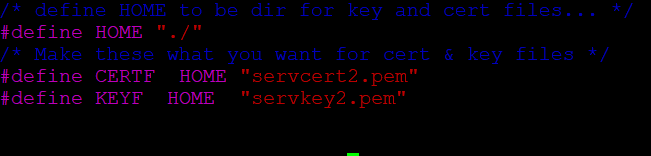 /* define HOME to be dir for key and cert files... */
#define HOME "./"
/* Make these what you want for cert & key files */
#define CERTF  HOME "servcert2.pem"
#define KEYF  HOME  "servkey2.pem"